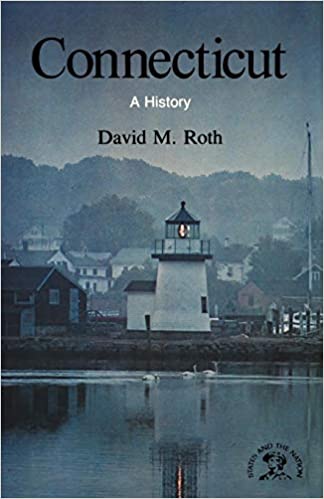 Connecticut
A History
David M. Roth
STATES AND THE NATION